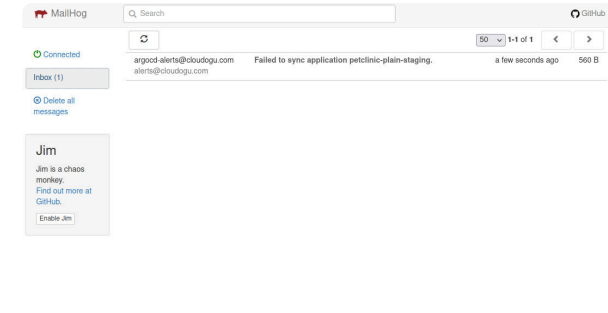 MailHog
Search
GitHub
50 1-1 of 1
Connected
Inbox (1)
Delete all
messages
argocd-alerts@cloudogu.com Failed to sync application petclinic-plain-staging. a few seconds ago 560 B
alerts@cloudogu.com
Jim
Jim is a chaos
monkey.
Find out more at
GitHub.
Enable Jim